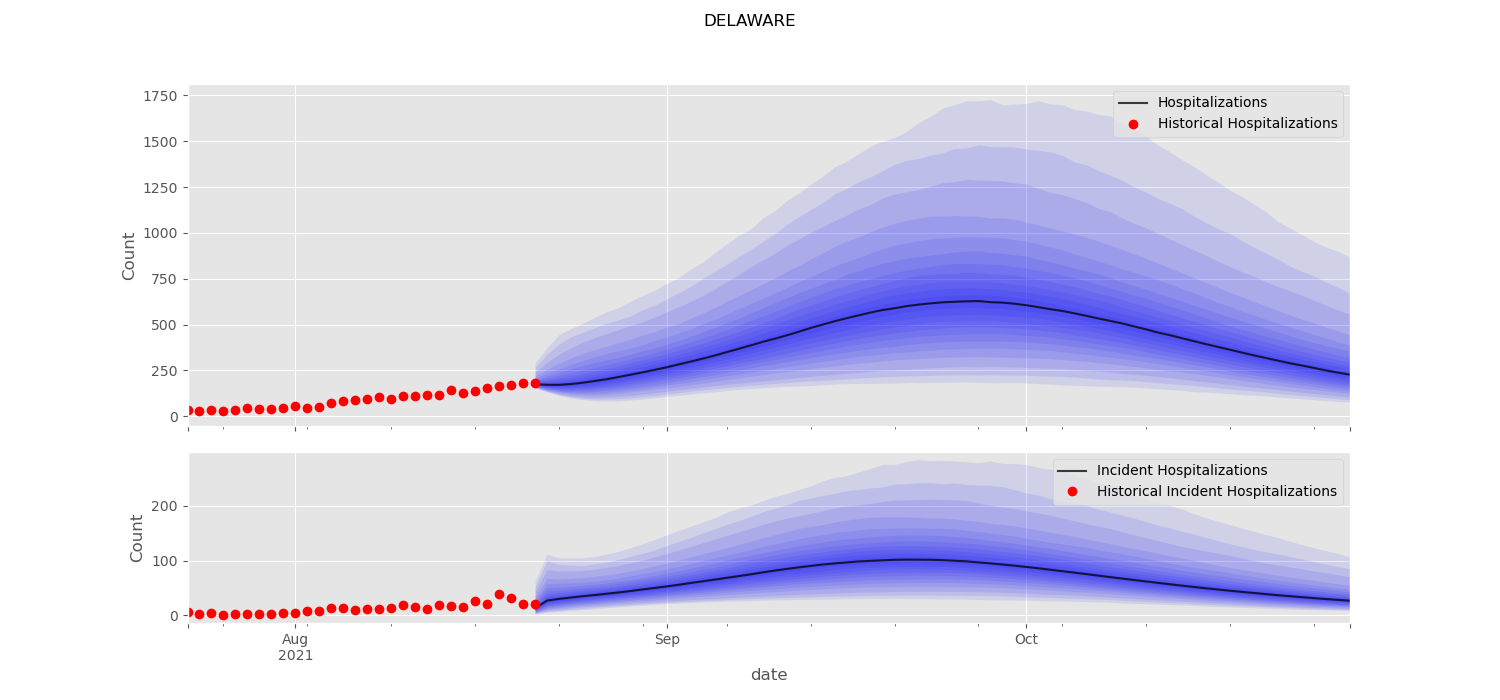 DELAWARE
1750
1500
1250
1000
750
500
250
0
Count
Hospitalizations
Historical Hospitalizations
200
100
0
Count
Incident Hospitalizations
Historical Incident Hospitalizations
Aug
2021
Sep
Oct
date